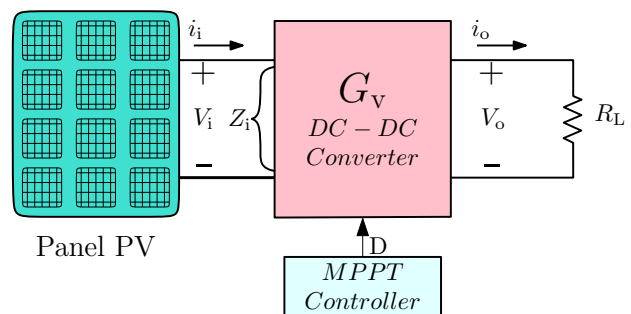 i_i
i_o
+
+
G_v
V_i
Z_i
DC − DC
V_o
R_L
Converter
−
−
Panel PV
D
MPPT
Controller